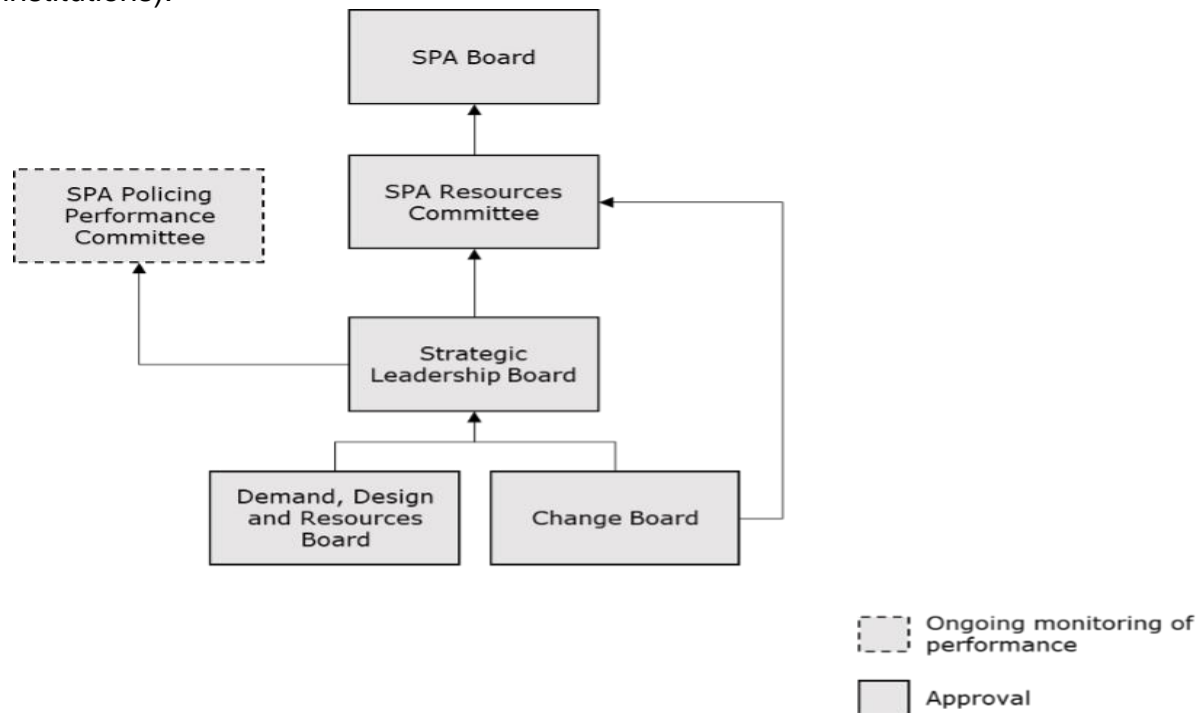 institutions).
SPA Board
SPA Policing
Performance
Committee
SPA Resources
Committee
Strategic
Leadership Board
Demand, Design
and Resources
Board
Change Board
Ongoing monitoring of
performance
Approval